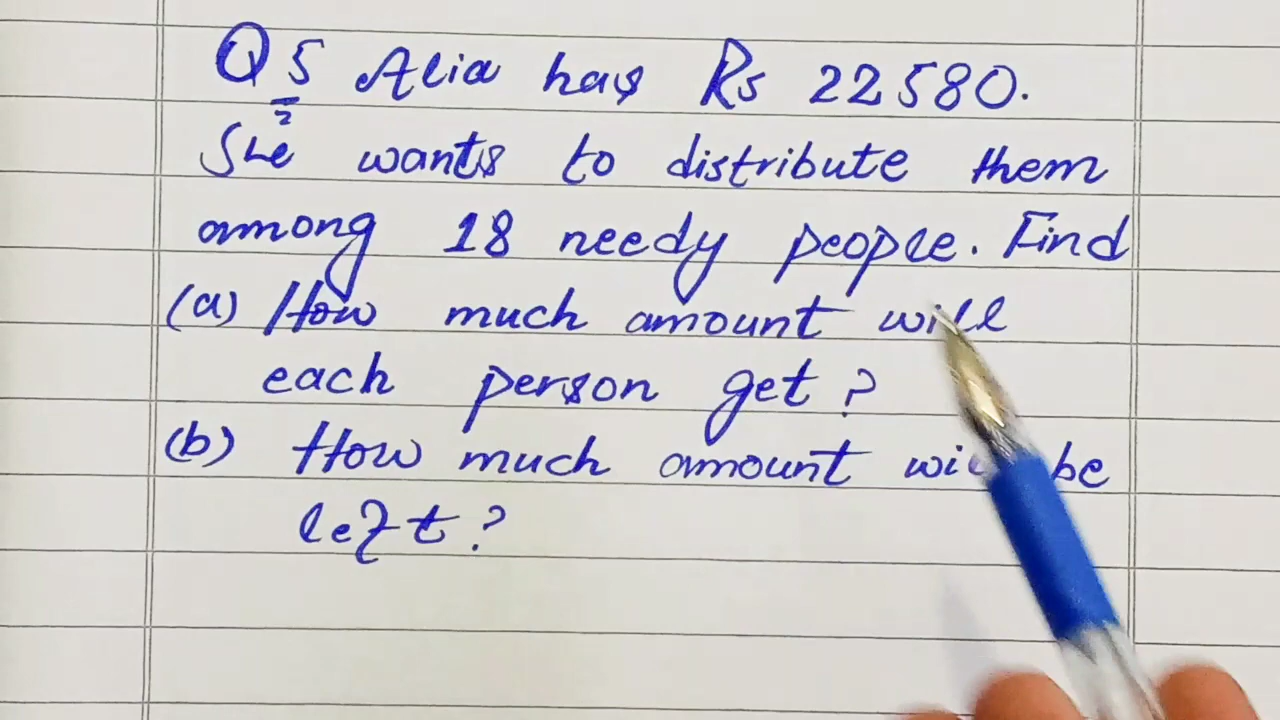 Q5 Alia has Rs 22580.
She wants to distribute them
among 18 needy people. Find
(a) How much amount will
each person get?
(b) How much amount will be
left?